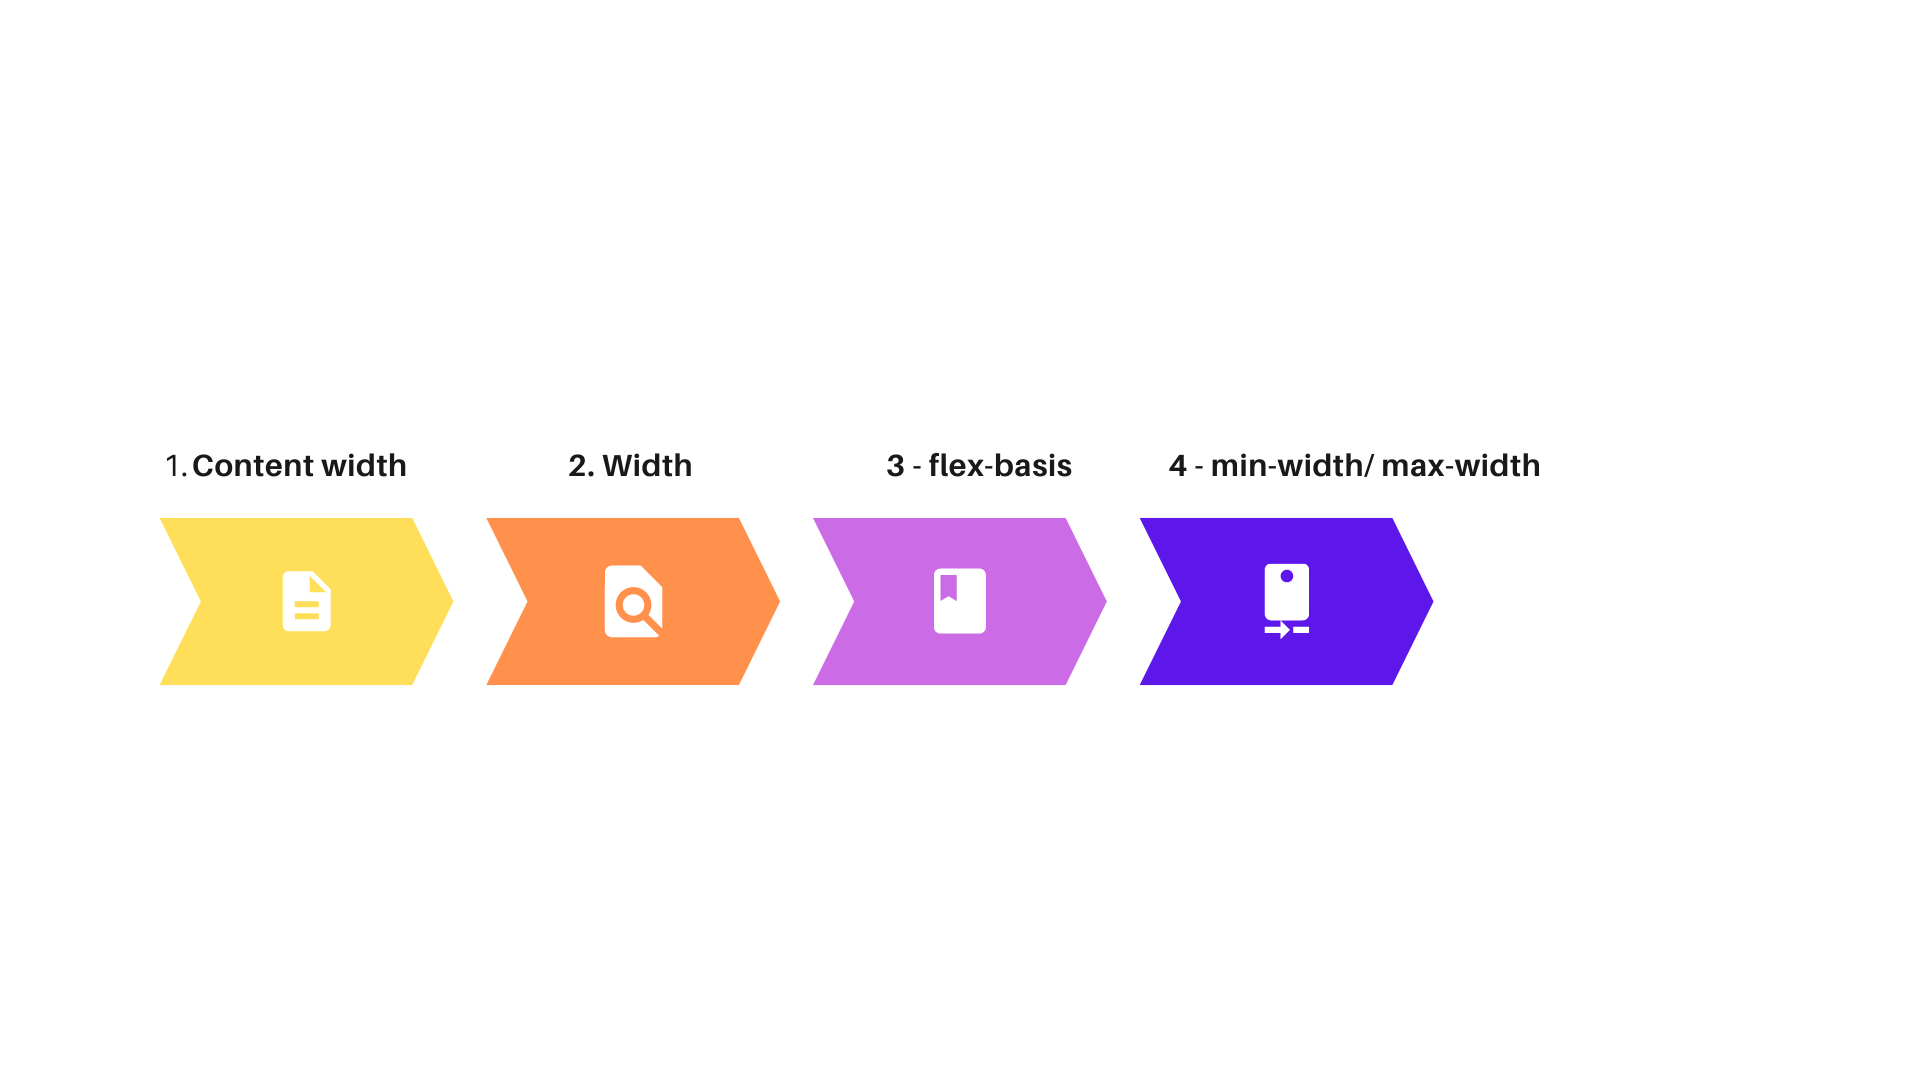 1. Content width
2. Width
3 - flex-basis
4 - min-width/ max-width